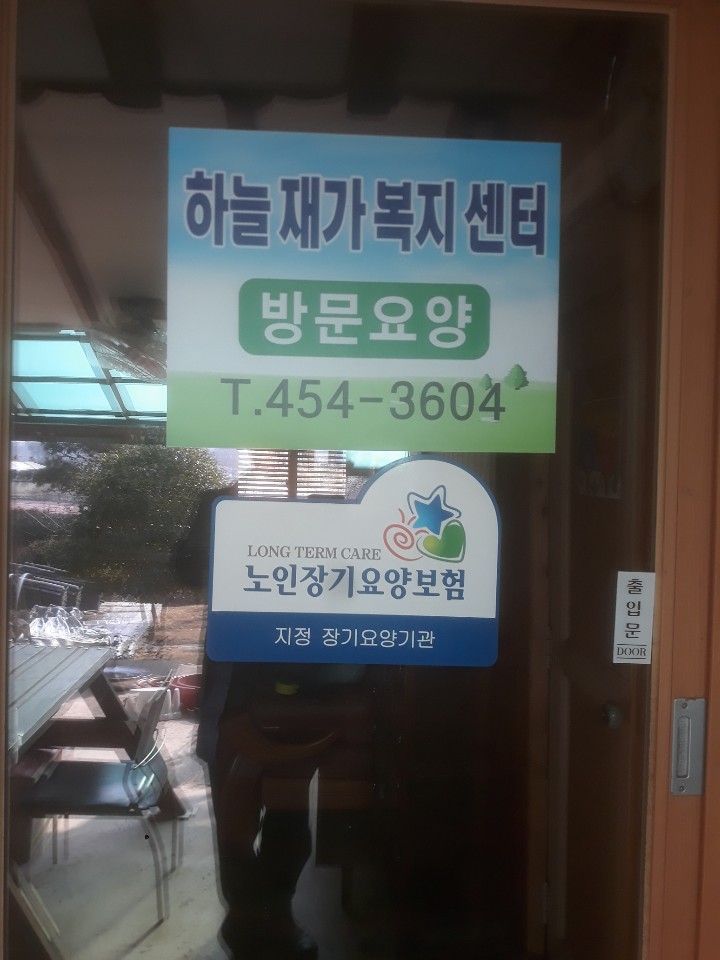 하늘 재가 복지 센터
방문요양
T.454-3604
LONG TERM CARE
노인장기요양보험
지정 장기요양기관
출입문
DOOR